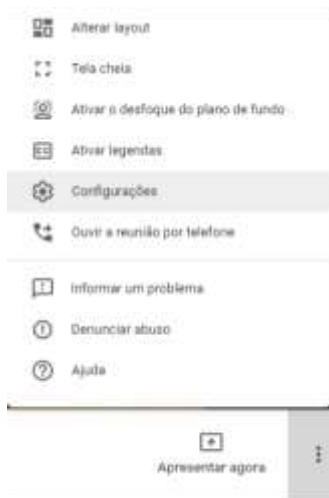 Alterar layout
Tela cheia
Ativar o desfoque do plano de fundo
Ativar legendas
Configurações
Ouvir a reunião por telefone
Informar um problema
Denunciar abuso
Ajuda
Apresentar agora